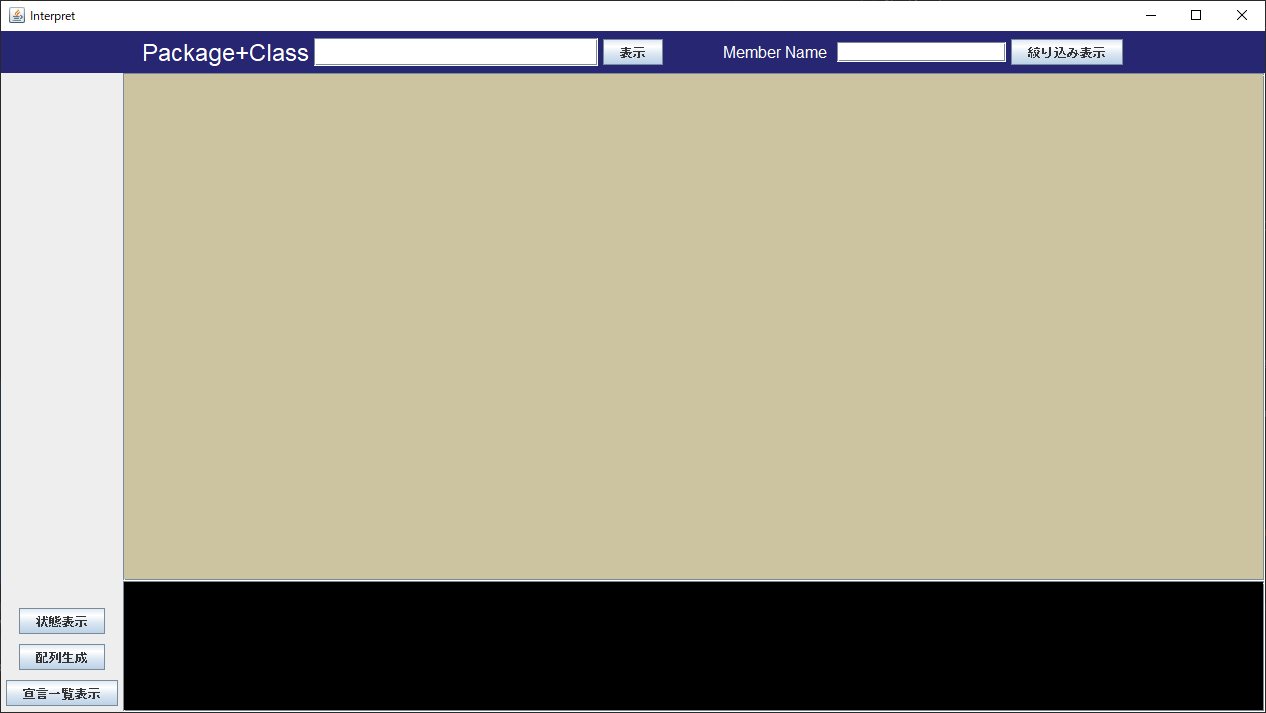 Interpret
Package+Class 表示 Member Name 絞り込み表示
状態表示
配列生成
宣言一覧表示